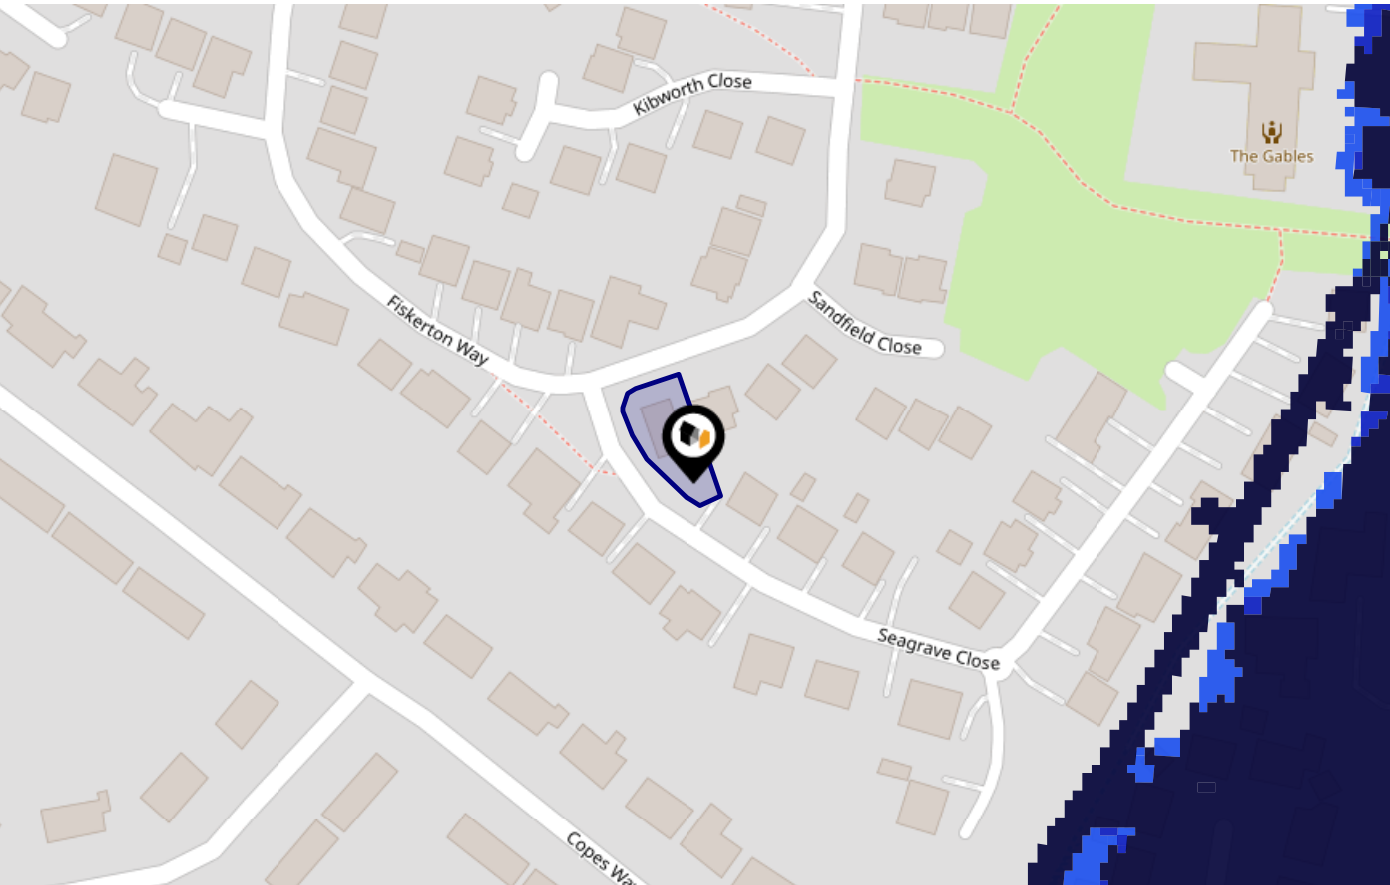 Kibworth Close
The Gables
Fiskerton Way
Sandfield Close
Seagrave Close
Copes Wa